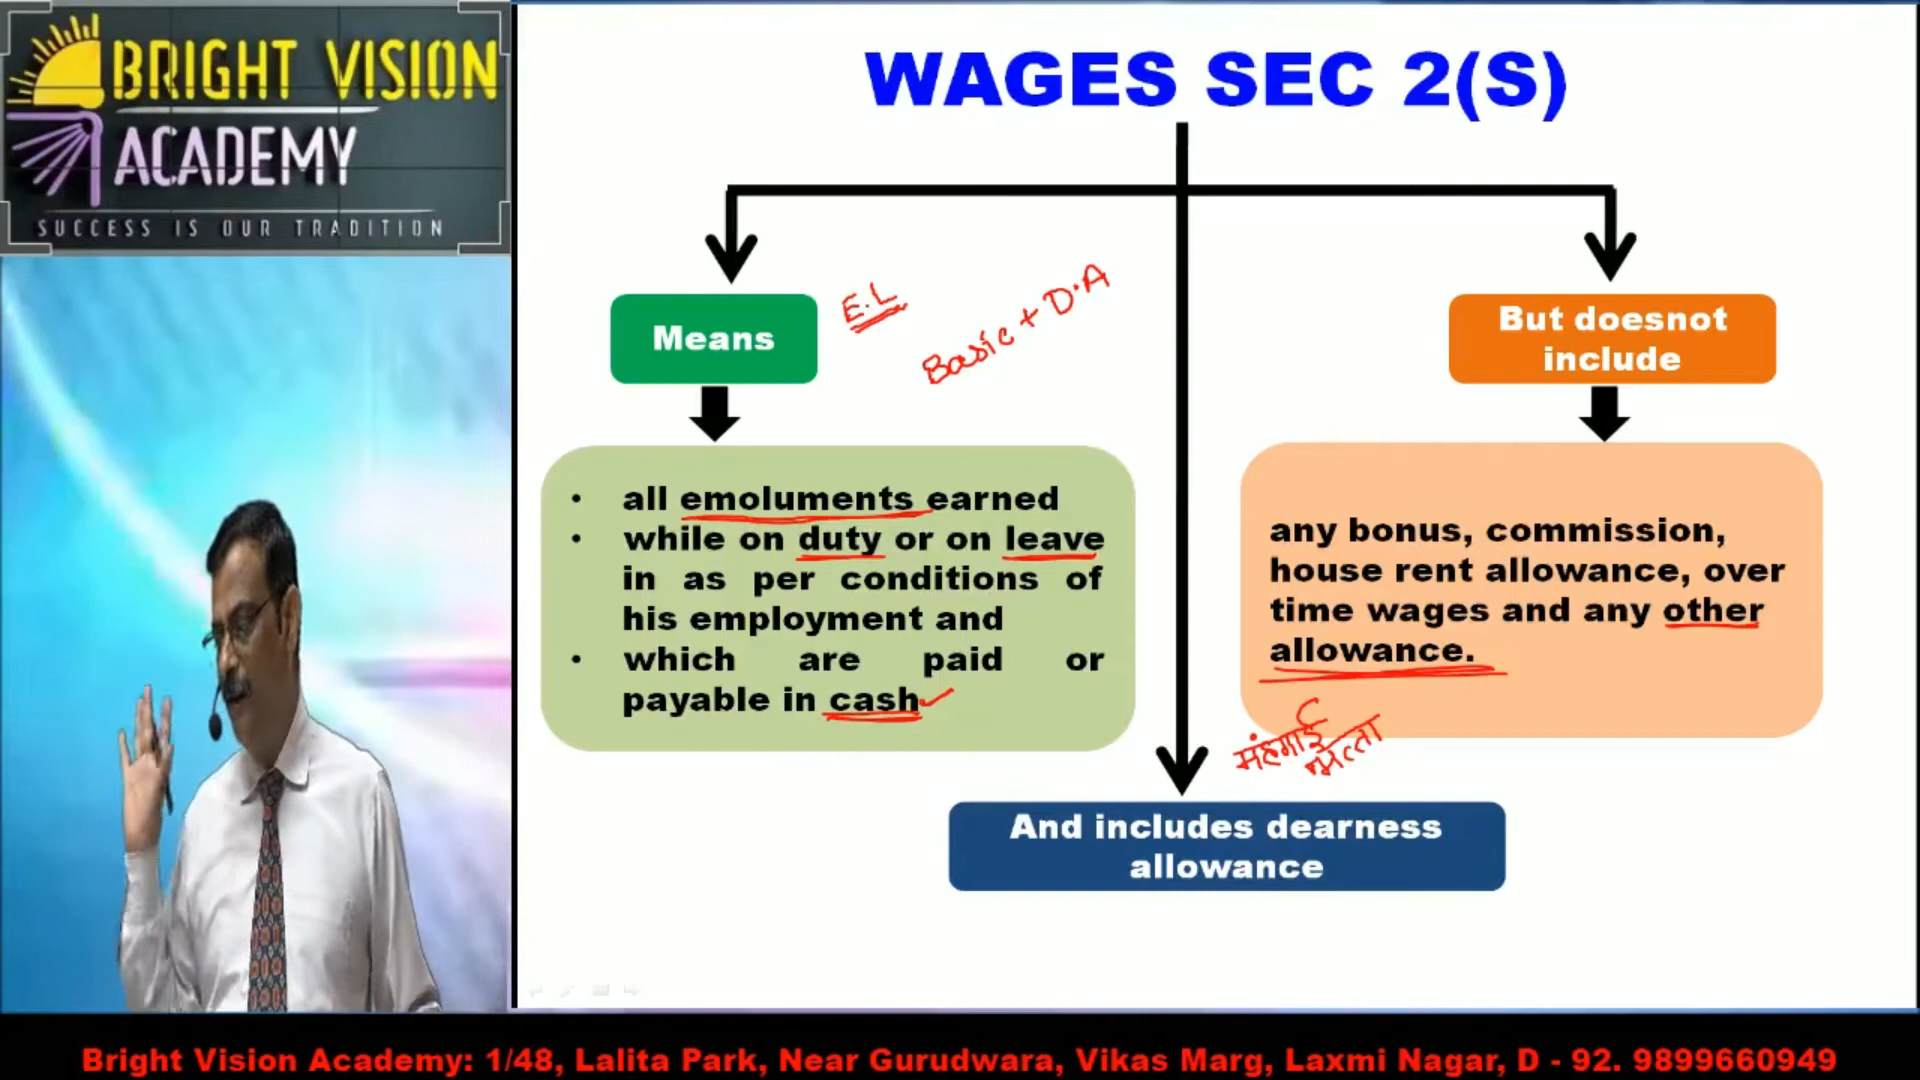 BRIGHT VISION
ACADEMY
SUCCESS IS OUR TRADITION
WAGES SEC 2(S)
Means
E.L
Basic + D.A
But doesnot
include
• all emoluments earned
• while on duty or on leave
in as per conditions of
his employment and
• which are paid or
payable in cash
any bonus, commission,
house rent allowance, over
time wages and any other
allowance.
मंहगाई
भत्ता
And includes dearness
allowance
Bright Vision Academy: 1/48, Lalita Park, Near Gurudwara, Vikas Marg, Laxmi Nagar, D - 92. 9899660949